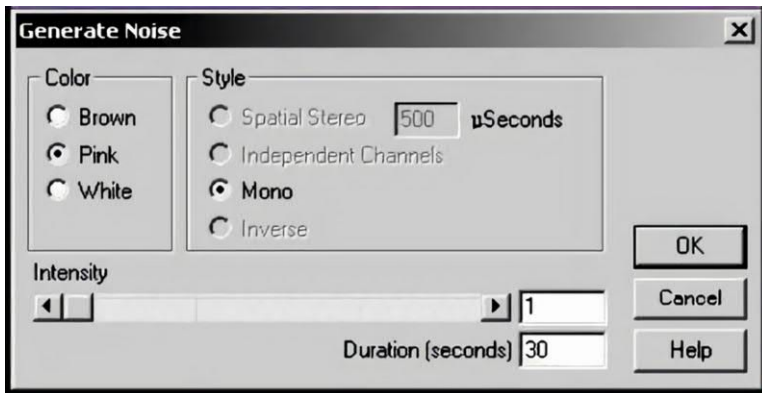 Generate Noise
Color
Brown
Pink
White
Style
Spatial Stereo 500 µSeconds
Independent Channels
Mono
Inverse
Intensity
1
Duration (seconds) 30
OK
Cancel
Help